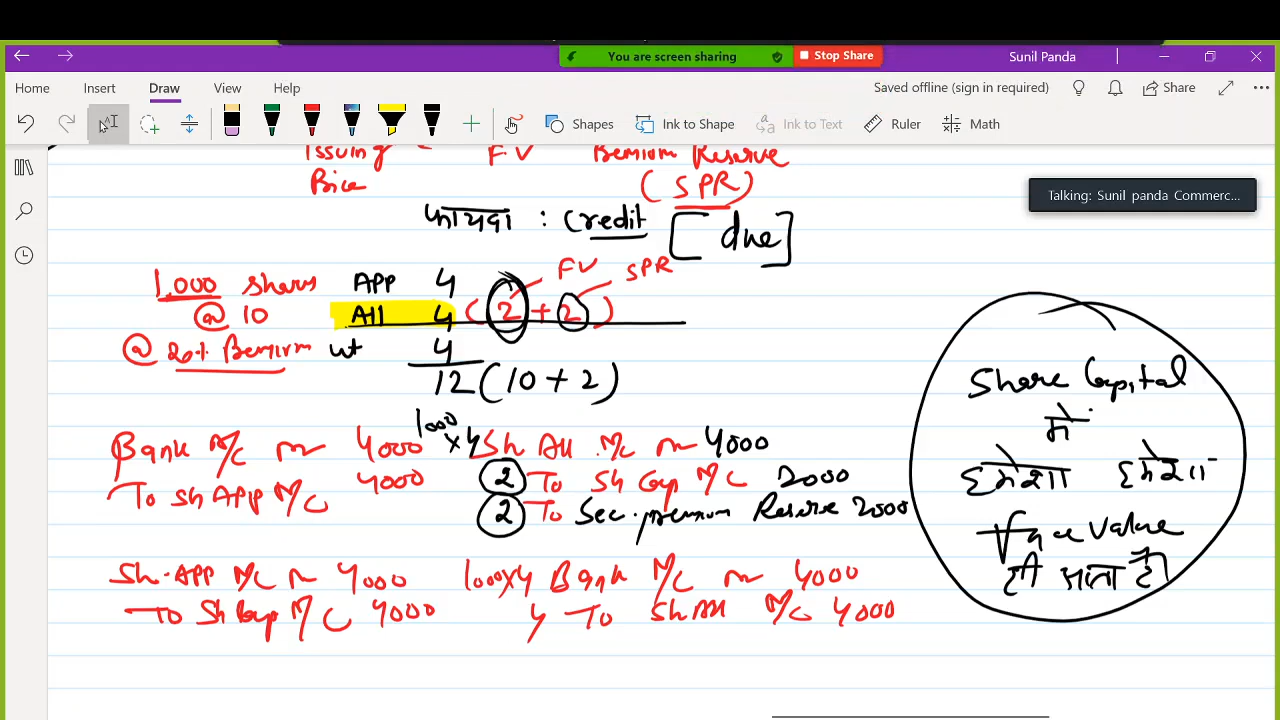 You are screen sharing
Stop Share
Sunil Panda
Home Insert Draw View Help
Saved offline (sign in required)
Share
Shapes
Ink to Shape
Ink to Text
Ruler
Math
Talking: Sunil panda Commerc...
Issuing FV Premium Reserve
Price (SPR)
फायदा : Credit [due]
FV SPR
1,000 shares APP 4
@ 10 All 4 (2 + 2)
@ 20% Premium 4
12 (10 + 2)
1000
×4
Bank A/C Dr 4000
To Sh APP A/C 4000
Sh All A/C Dr 4000
2 To Sh Cap A/C 2000
2 To Sec. premium Reserve 2000
Sh. APP A/C Dr 4000
To Sh Cap A/C 4000
1000×4 Bank A/C Dr 4000
4 To Sh All A/C 4000
Share Capital
में
हमेशा हमेशा
Face Value
ही आता है